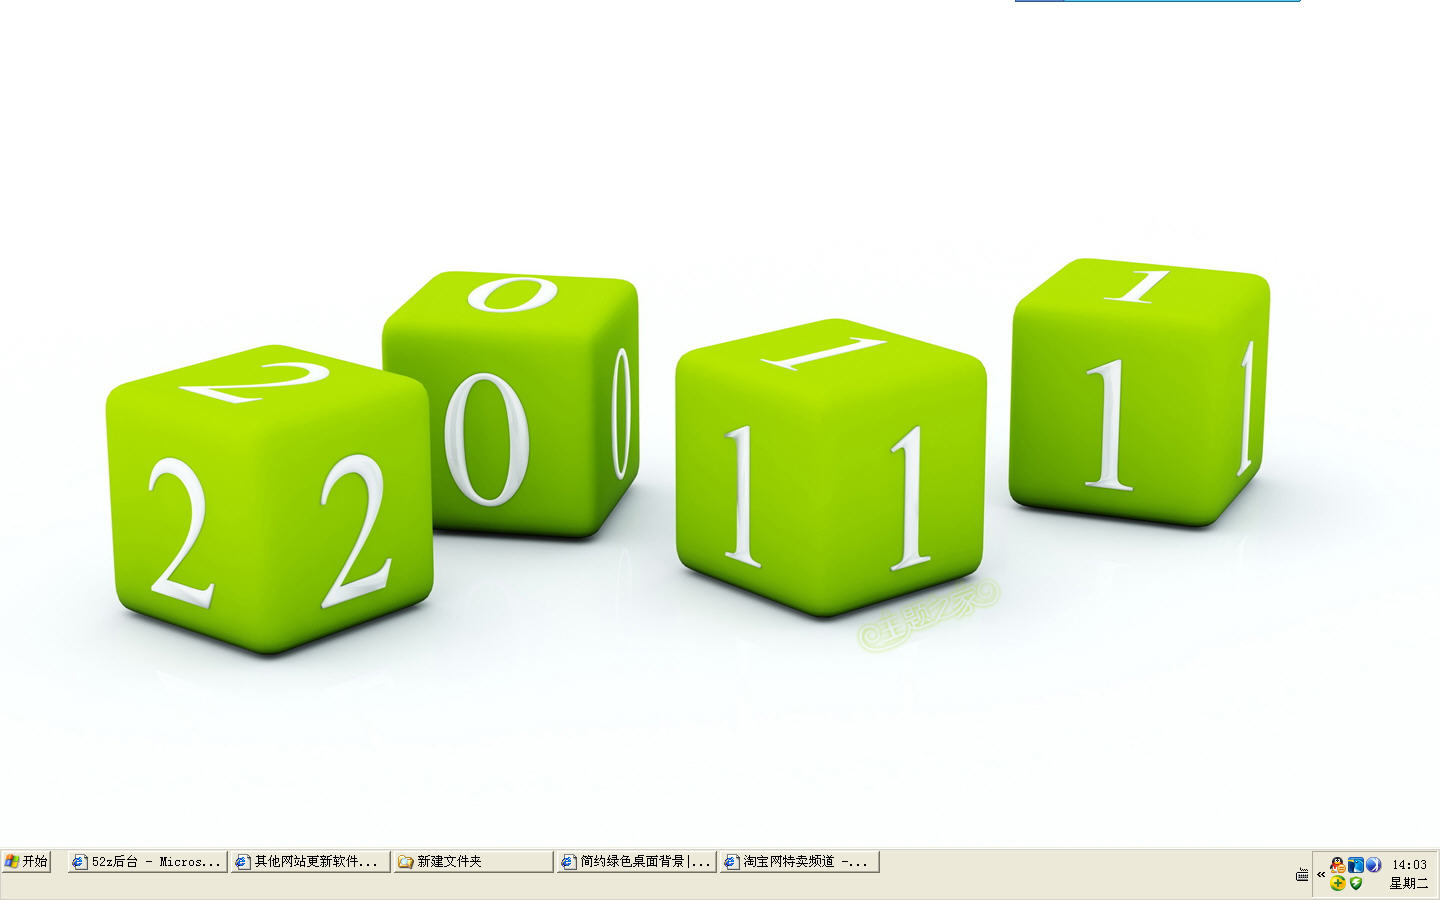 2 0 1 1
2 2 0 0 1 1 1 1
主题之家
开始 52z后台 - Micros... 其他网站更新软件... 新建文件夹 简约绿色桌面背景|... 淘宝网特卖频道 -... « 14:03
星期二